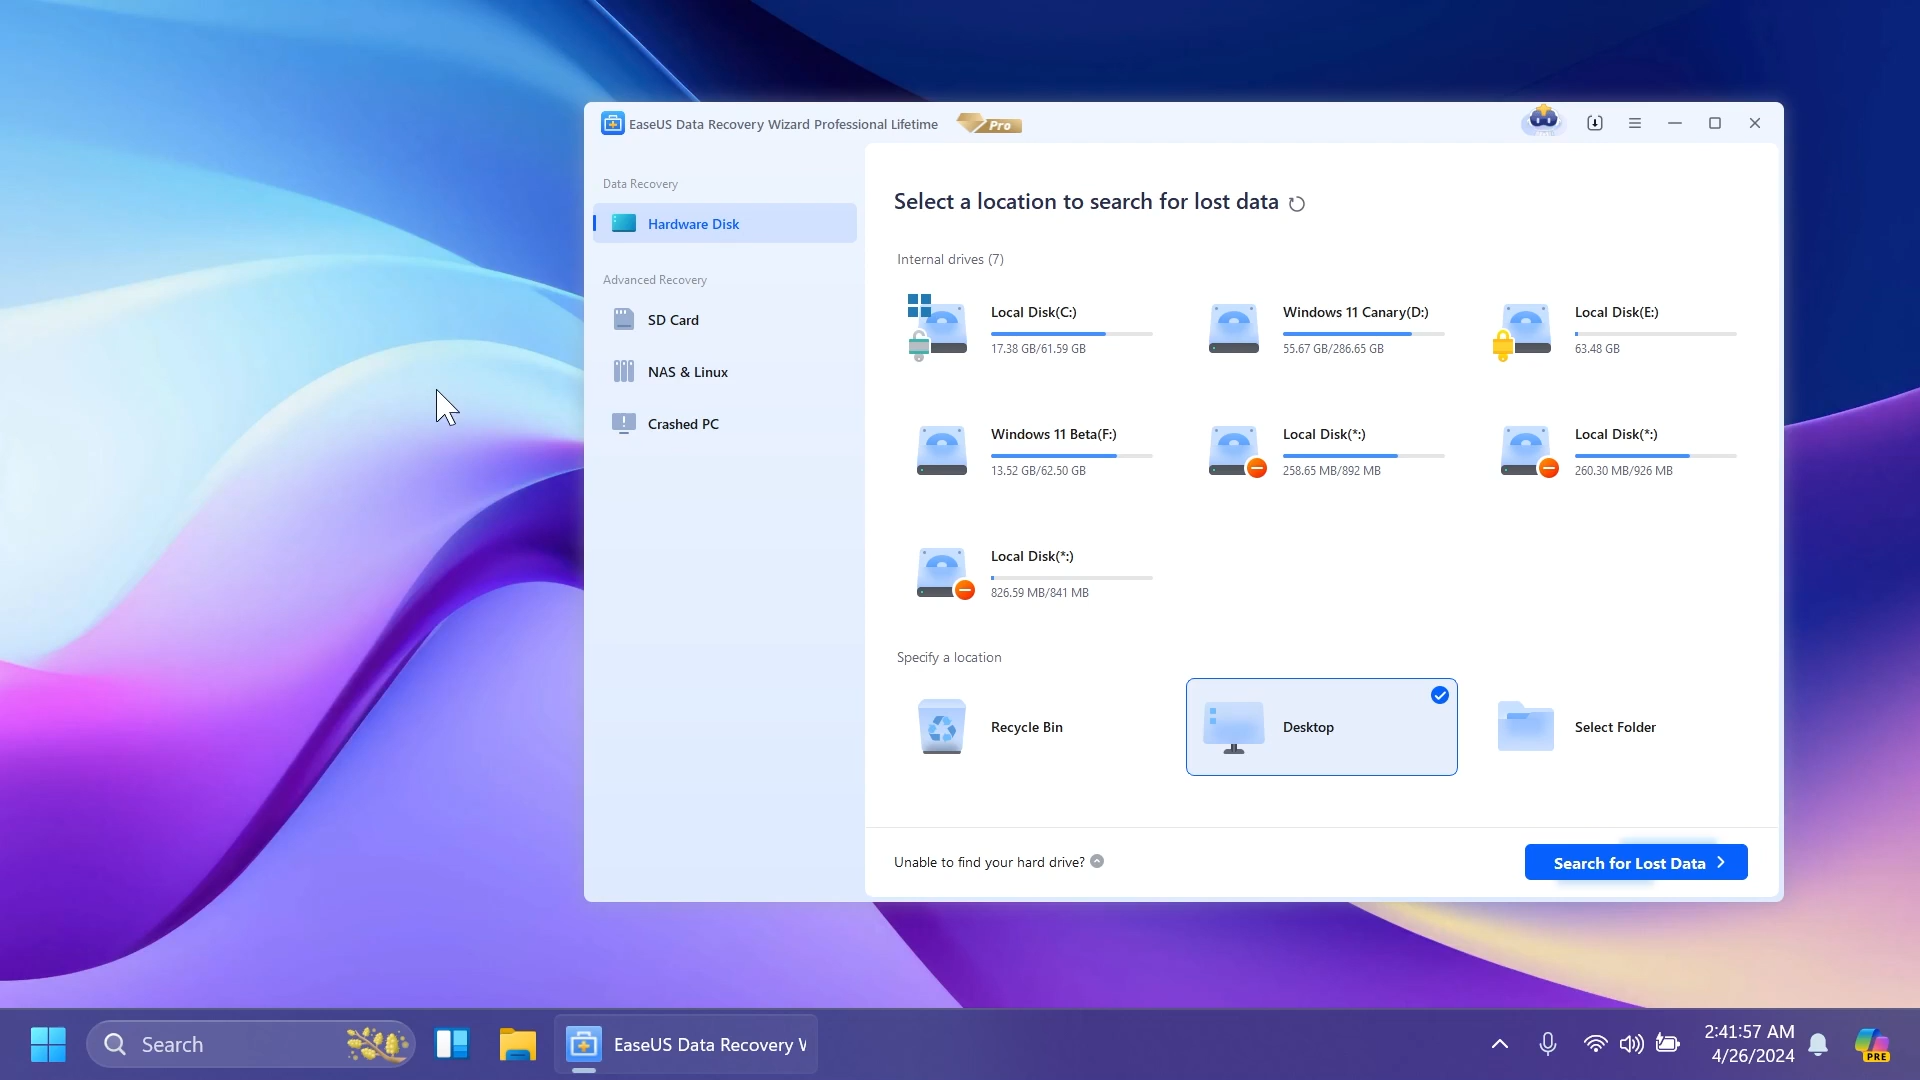 EaseUS Data Recovery Wizard Professional Lifetime
Pro
Data Recovery
Hardware Disk
Advanced Recovery
SD Card
NAS & Linux
Crashed PC
Select a location to search for lost data
Internal drives (7)
Local Disk(C:)
17.38 GB/61.59 GB
Windows 11 Canary(D:)
55.67 GB/286.65 GB
Local Disk(E:)
63.48 GB
Windows 11 Beta(F:)
13.52 GB/62.50 GB
Local Disk(*:)
258.65 MB/892 MB
Local Disk(*:)
260.30 MB/926 MB
Local Disk(*:)
826.59 MB/841 MB
Specify a location
Recycle Bin
Desktop
Select Folder
Unable to find your hard drive?
Search for Lost Data
Search
EaseUS Data Recovery
2:41:57 AM
4/26/2024
PRE